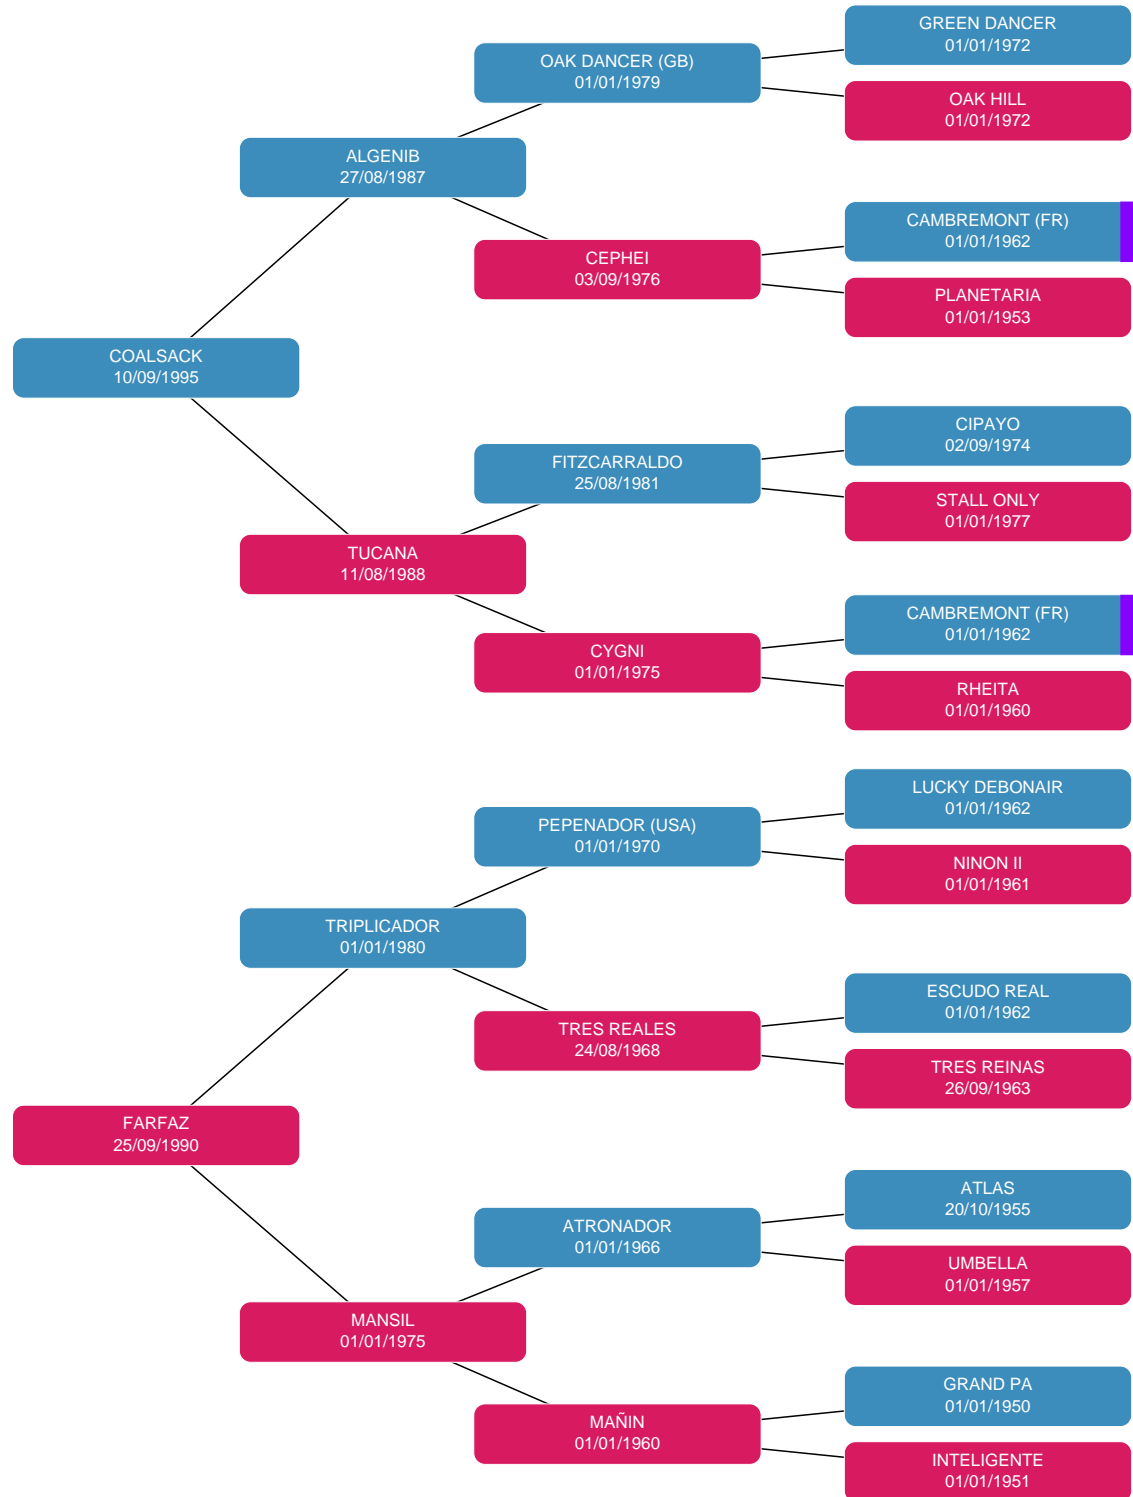 GREEN DANCER
01/01/1972
OAK DANCER (GB)
01/01/1979
OAK HILL
01/01/1972
ALGENIB
27/08/1987
CAMBREMONT (FR)
01/01/1962
CEPHEI
03/09/1976
PLANETARIA
01/01/1953
COALSACK
10/09/1995
CIPAYO
02/09/1974
FITZCARRALDO
25/08/1981
STALL ONLY
01/01/1977
TUCANA
11/08/1988
CAMBREMONT (FR)
01/01/1962
CYGNI
01/01/1975
RHEITA
01/01/1960
LUCKY DEBONAIR
01/01/1962
PEPENADOR (USA)
01/01/1970
NINON II
01/01/1961
TRIPLICADOR
01/01/1980
ESCUDO REAL
01/01/1962
TRES REALES
24/08/1968
TRES REINAS
26/09/1963
FARFAZ
25/09/1990
ATLAS
20/10/1955
ATRONADOR
01/01/1966
UMBELLA
01/01/1957
MANSIL
01/01/1975
GRAND PA
01/01/1950
MAÑIN
01/01/1960
INTELIGENTE
01/01/1951